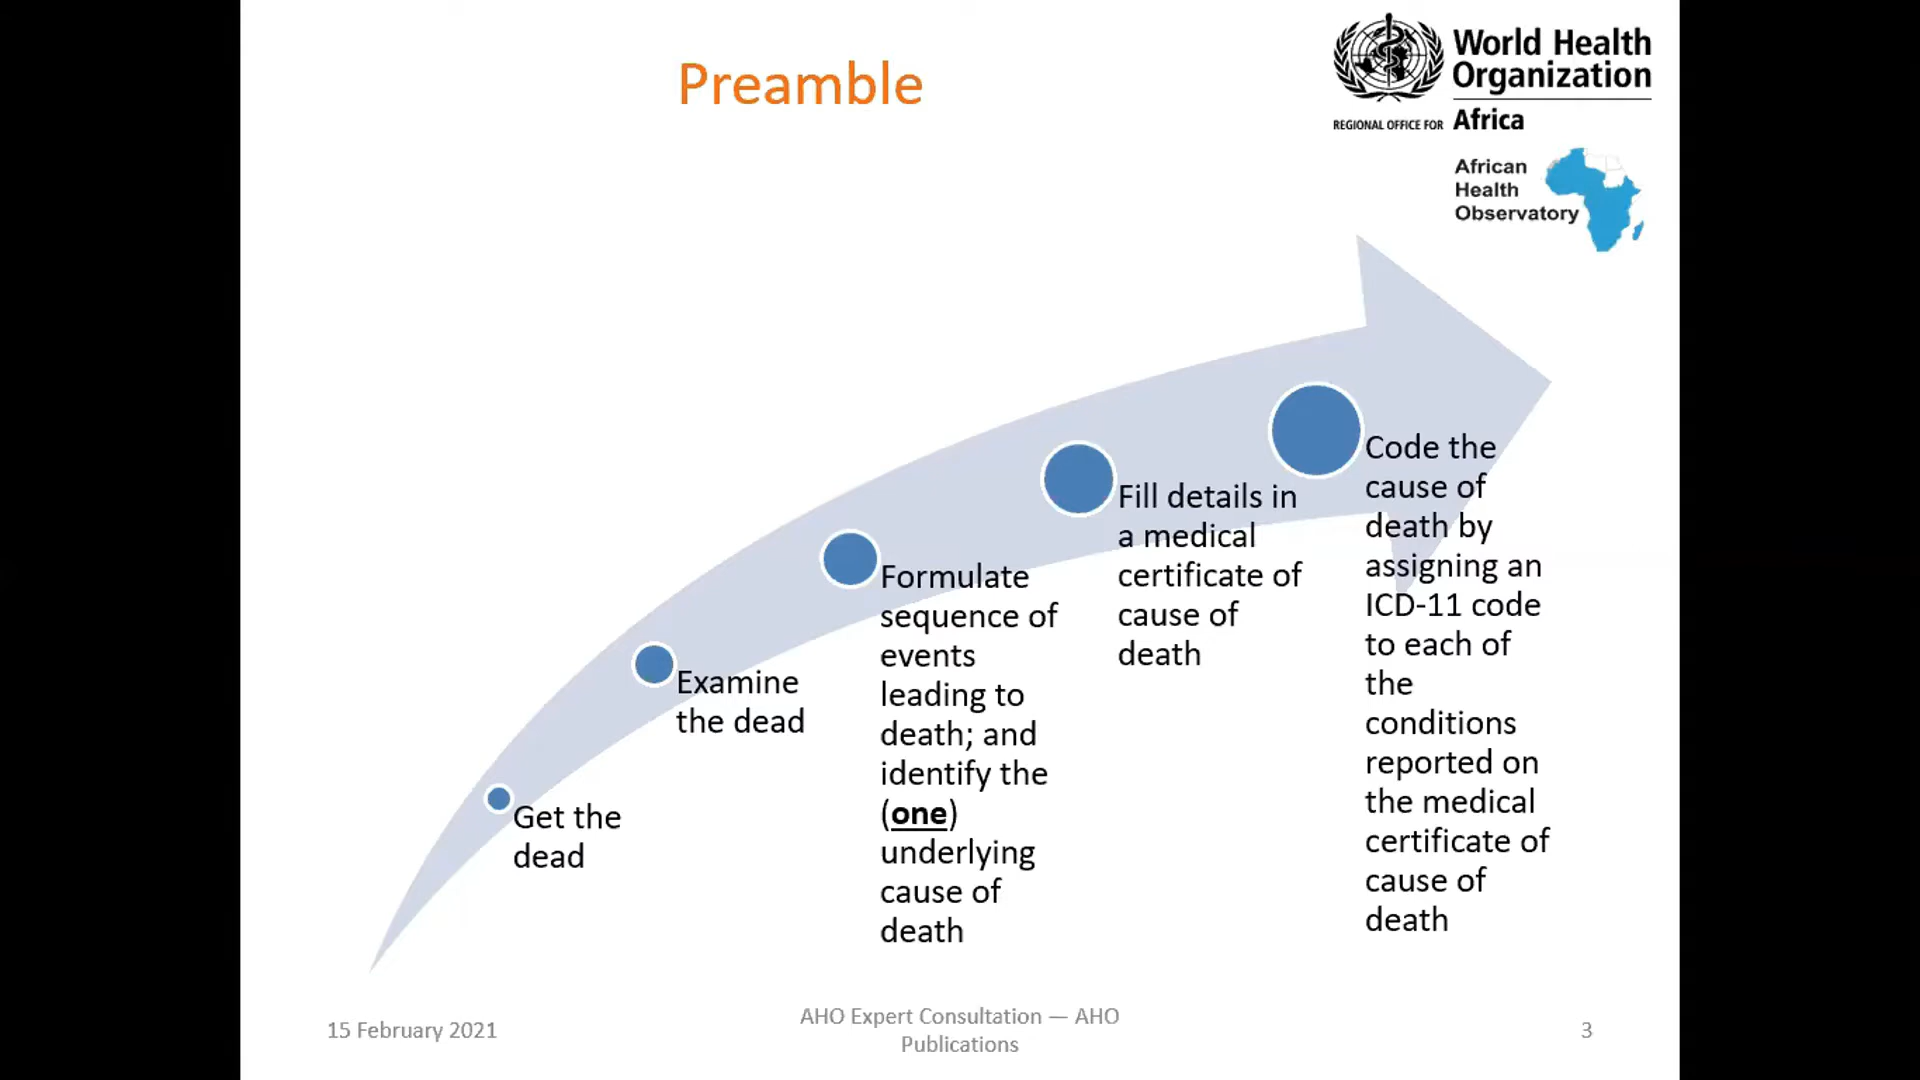 Preamble
World Health
Organization
REGIONAL OFFICE FOR Africa
African
Health
Observatory
Get the
dead
Examine
the dead
Formulate
sequence of
events
leading to
death; and
identify the
(one)
underlying
cause of
death
Fill details in
a medical
certificate of
cause of
death
Code the
cause of
death by
assigning an
ICD-11 code
to each of
the
conditions
reported on
the medical
certificate of
cause of
death
15 February 2021
AHO Expert Consultation — AHO
Publications
3